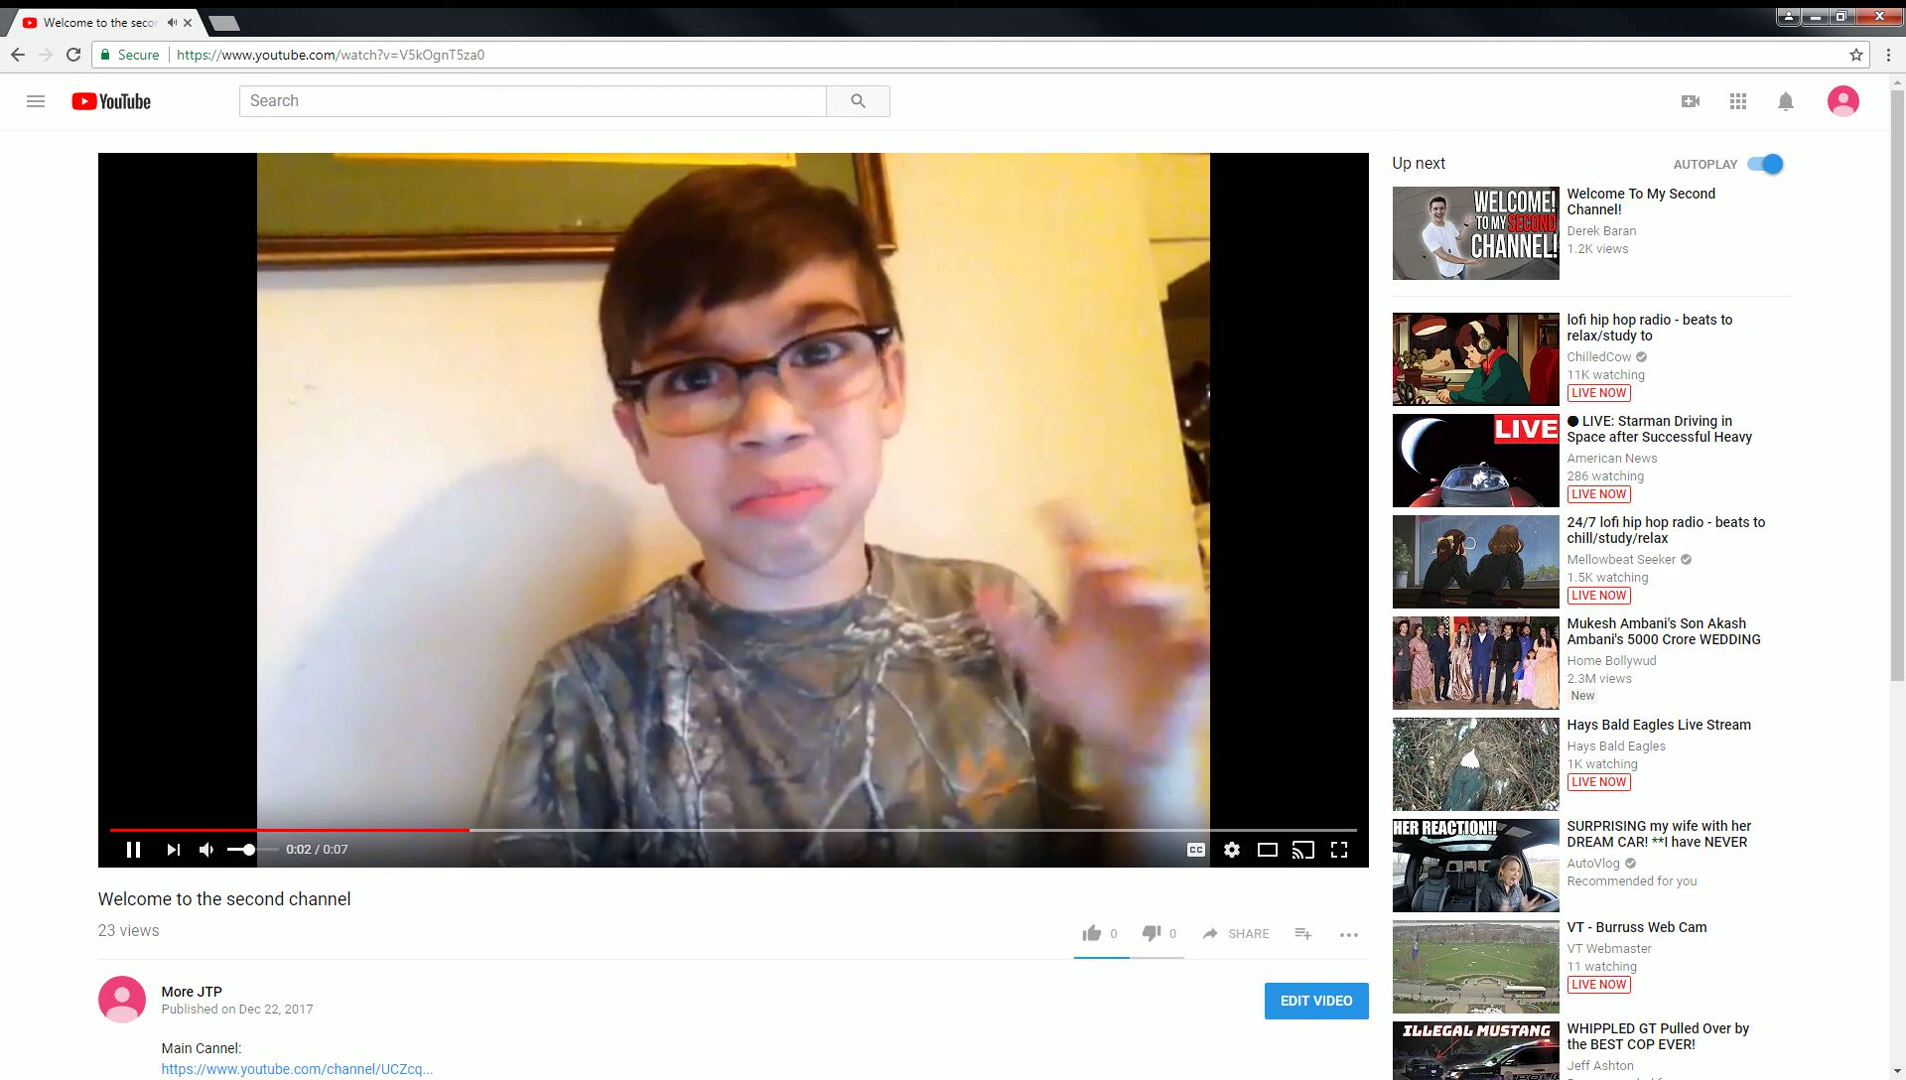 Welcome to the secon
Secure
https://www.youtube.com/watch?v=V5kOgnT5za0
YouTube
Search
Up next
AUTOPLAY
WELCOME!
TO MY SECOND
CHANNEL!
Welcome To My Second
Channel!
Derek Baran
1.2K views
lofi hip hop radio - beats to
relax/study to
ChilledCow
11K watching
LIVE NOW
LIVE
LIVE: Starman Driving in
Space after Successful Heavy
American News
286 watching
LIVE NOW
24/7 lofi hip hop radio - beats to
chill/study/relax
Mellowbeat Seeker
1.5K watching
LIVE NOW
Mukesh Ambani's Son Akash
Ambani's 5000 Crore WEDDING
Home Bollywud
2.3M views
New
Hays Bald Eagles Live Stream
Hays Bald Eagles
1K watching
LIVE NOW
HER REACTION!!
SURPRISING my wife with her
DREAM CAR! **I have NEVER
AutoVlog
Recommended for you
VT - Burruss Web Cam
VT Webmaster
11 watching
LIVE NOW
ILLEGAL MUSTANG
WHIPPLED GT Pulled Over by
the BEST COP EVER!
Jeff Ashton
0:02 / 0:07
CC
Welcome to the second channel
23 views
0
0
SHARE
More JTP
Published on Dec 22, 2017
EDIT VIDEO
Main Cannel:
https://www.youtube.com/channel/UCZcq...